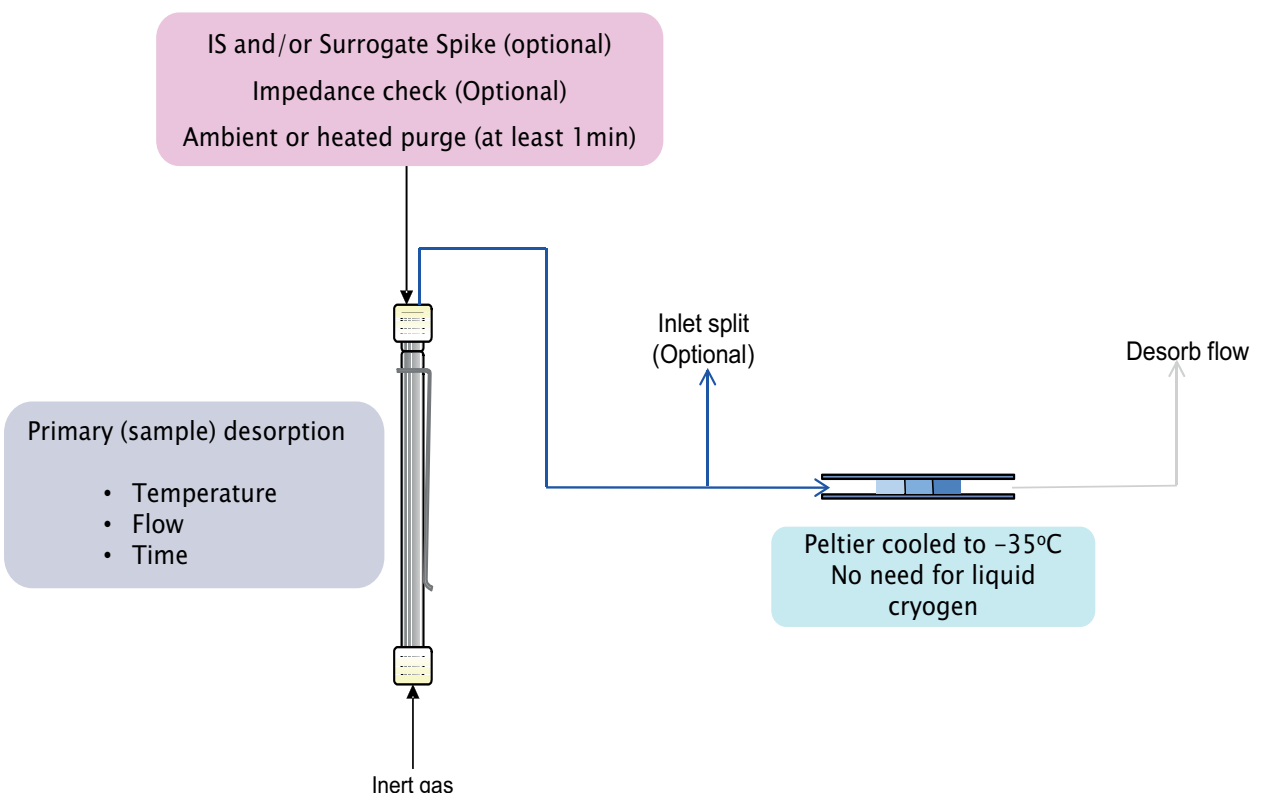 IS and/or Surrogate Spike (optional)
Impedance check (Optional)
Ambient or heated purge (at least 1min)
Inlet split
(Optional)
Desorb flow
Primary (sample) desorption
• Temperature
• Flow
• Time
Peltier cooled to –35ºC
No need for liquid
cryogen
Inert gas